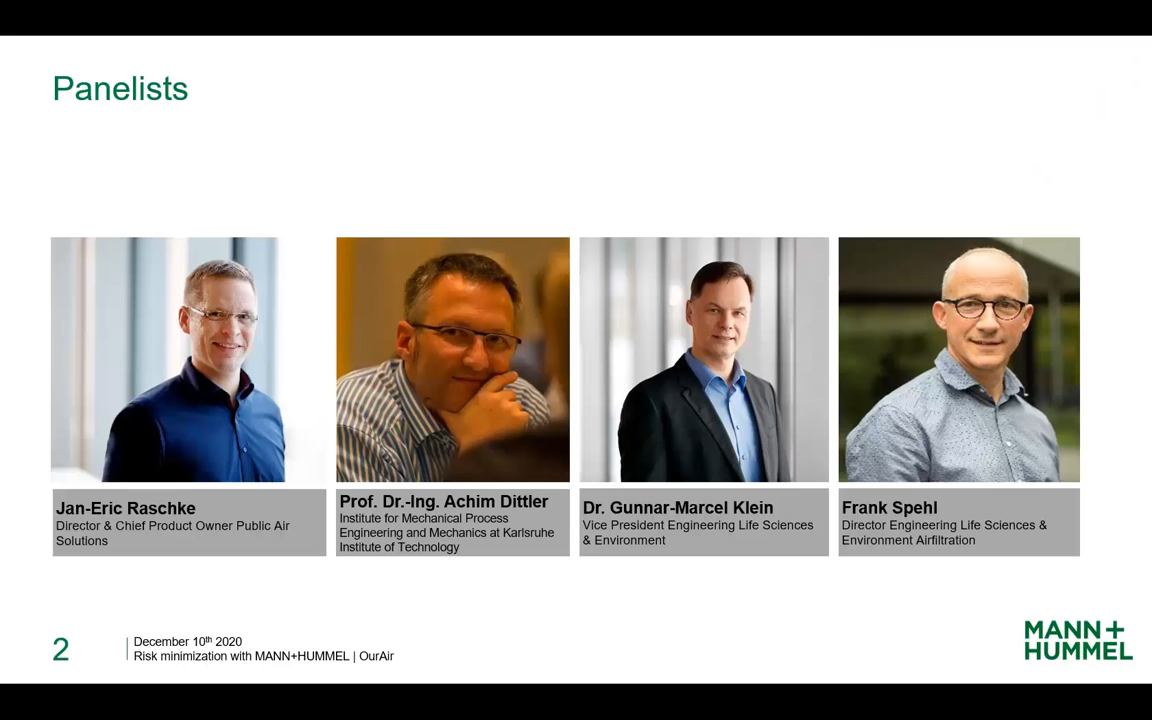 Panelists
Jan-Eric Raschke
Director & Chief Product Owner Public Air
Solutions
Prof. Dr.-Ing. Achim Dittler
Institute for Mechanical Process
Engineering and Mechanics at Karlsruhe
Institute of Technology
Dr. Gunnar-Marcel Klein
Vice President Engineering Life Sciences
& Environment
Frank Spehl
Director Engineering Life Sciences &
Environment Airfiltration
2
December 10th 2020
Risk minimization with MANN+HUMMEL | OurAir
MANN+
HUMMEL